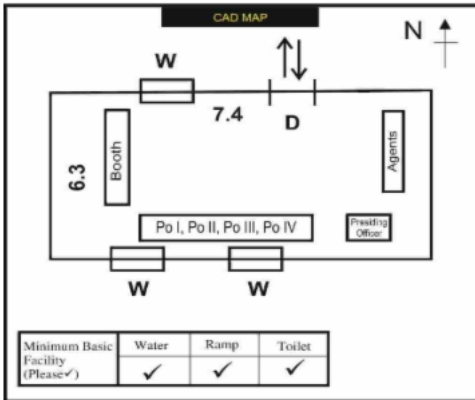 CAD MAP
N
W
7.4
D
6.3
Booth
Agents
Po I, Po II, Po III, Po IV
Presiding
Officer
W
W
Minimum Basic
Facility
(Please✓)
Water
Ramp
Toilet
✓
✓
✓